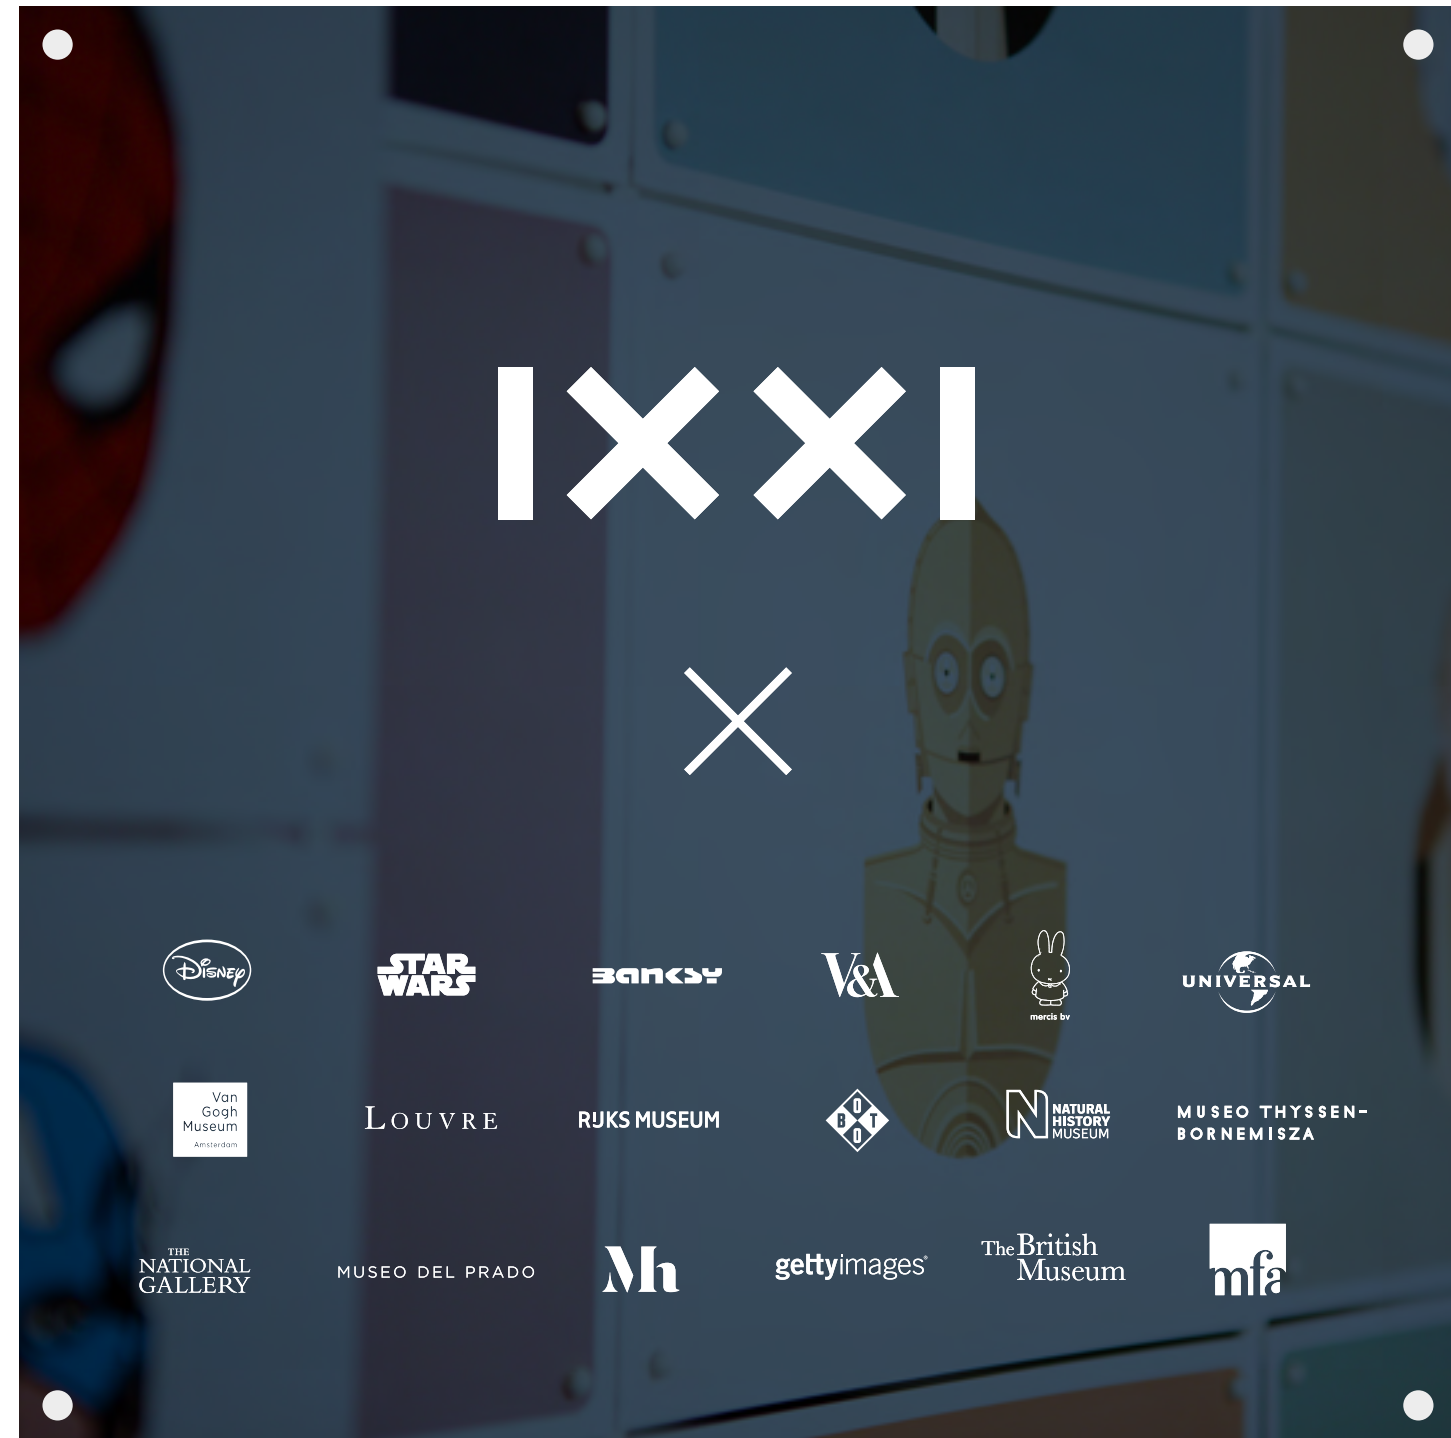 IXXI
×
Disney
STAR
WARS
BANKSY
V&A
mercis bv
UNIVERSAL
Van
Gogh
Museum
Amsterdam
LOUVRE
RIJKS MUSEUM
BOTO
NATURAL
HISTORY
MUSEUM
MUSEO THYSSEN-
BORNEMISZA
THE
NATIONAL
GALLERY
MUSEO DEL PRADO
Mh
gettyimages®
The British
Museum
mfa